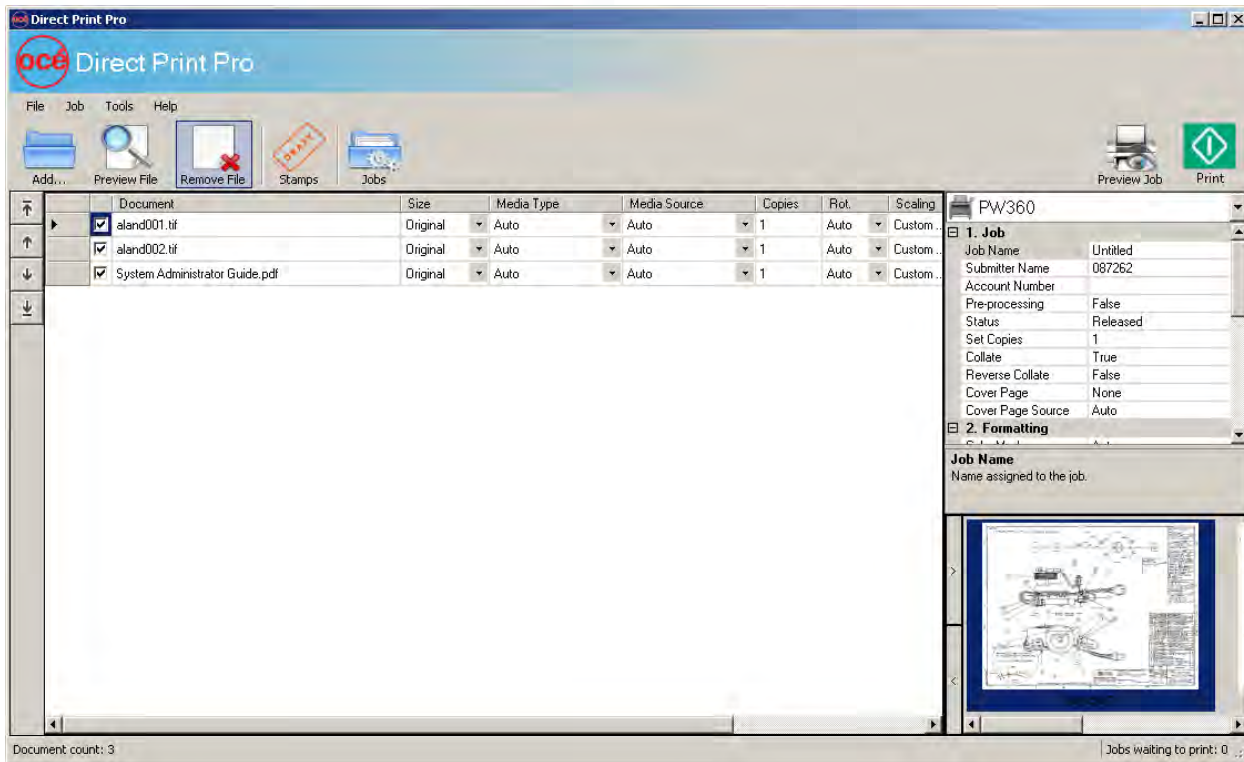 Direct Print Pro
océ Direct Print Pro
File Job Tools Help
Add... Preview File Remove File Stamps Jobs Preview Job Print
DRAFT
Document Size Media Type Media Source Copies Rot. Scaling
aland001.tif Original Auto Auto 1 Auto Custom ..
aland002.tif Original Auto Auto 1 Auto Custom ..
System Administrator Guide.pdf Original Auto Auto 1 Auto Custom ..
PW360
1. Job
Job Name Untitled
Submitter Name 087262
Account Number
Pre-processing False
Status Released
Set Copies 1
Collate True
Reverse Collate False
Cover Page None
Cover Page Source Auto
2. Formatting
Job Name
Name assigned to the job.
Document count: 3
Jobs waiting to print: 0